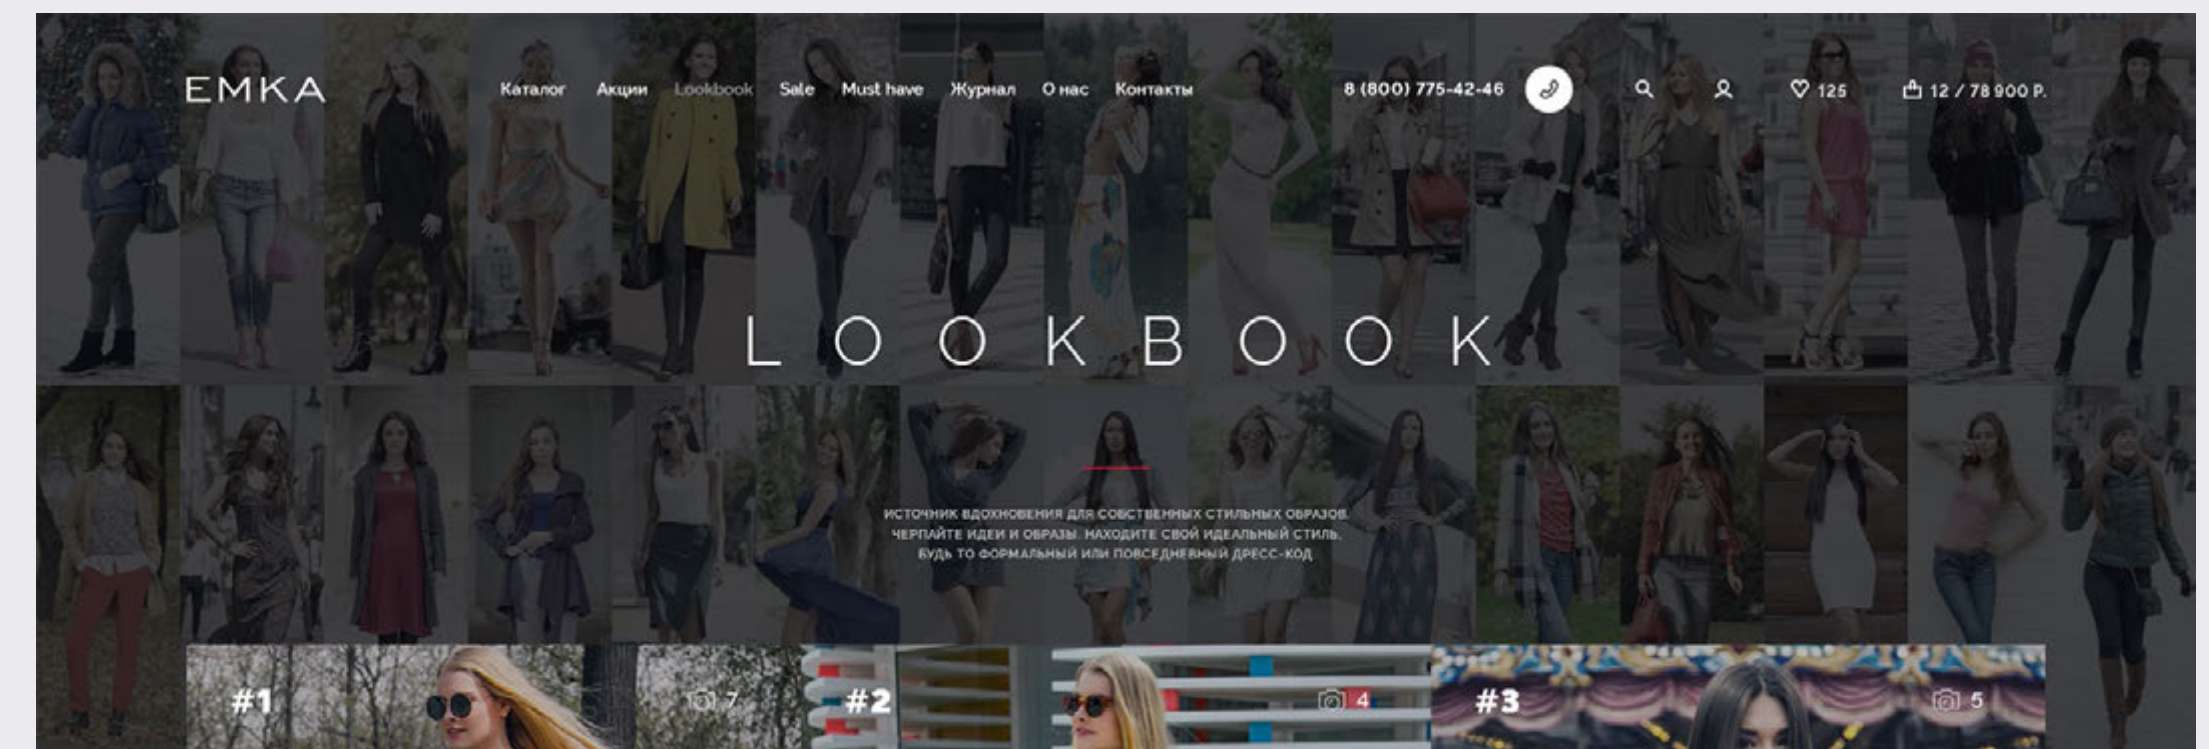 EMKA
Каталог Акции Lookbook Sale Must have Журнал О нас Контакты 8 (800) 775-42-46 125 12 / 78 900 Р.
LOOKBOOK
ИСТОЧНИК ВДОХНОВЕНИЯ ДЛЯ СОБСТВЕННЫХ СТИЛЬНЫХ ОБРАЗОВ.
ЧЕРПАЙТЕ ИДЕИ И ОБРАЗЫ. НАХОДИТЕ СВОЙ ИДЕАЛЬНЫЙ СТИЛЬ,
БУДЬ ТО ФОРМАЛЬНЫЙ ИЛИ ПОВСЕДНЕВНЫЙ ДРЕСС-КОД
#1 7 #2 4 #3 5